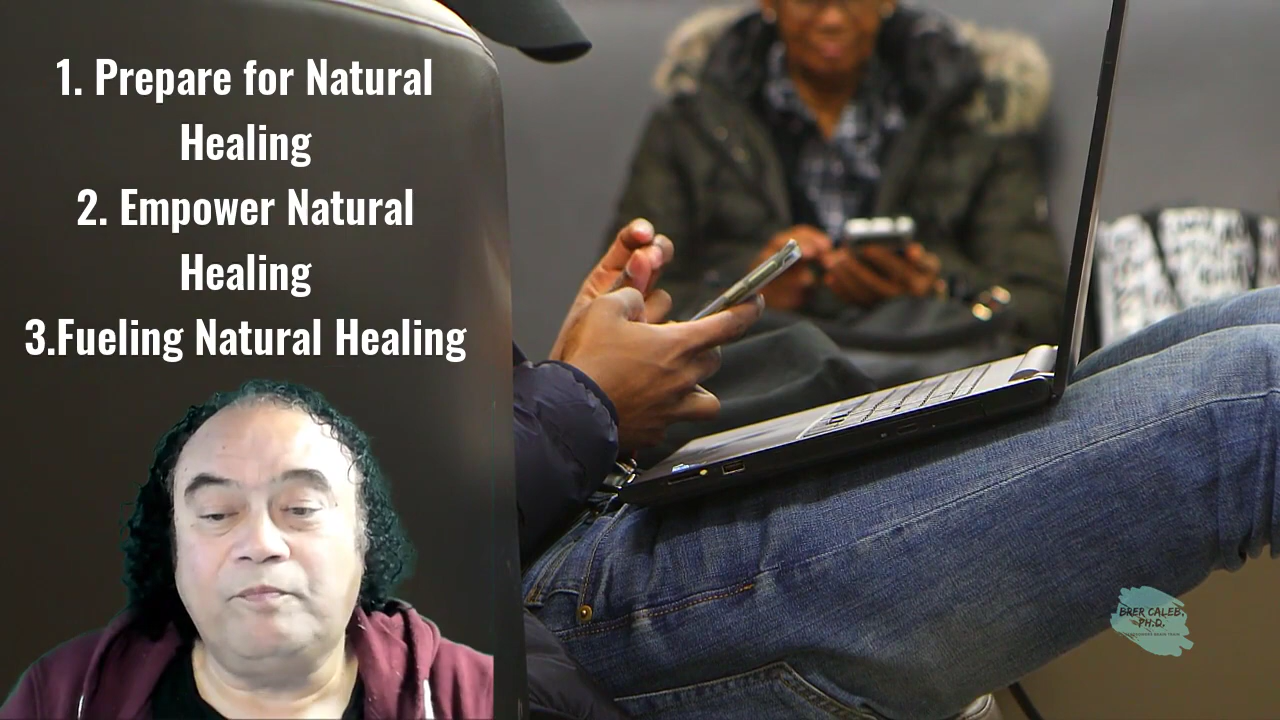 1. Prepare for Natural
Healing
2. Empower Natural
Healing
3.Fueling Natural Healing
BRER CALEB,
PH.D.